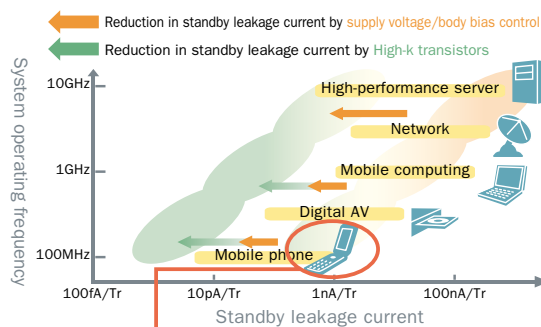 Reduction in standby leakage current by supply voltage/body bias control
Reduction in standby leakage current by High-k transistors
System operating frequency
10GHz
High-performance server
Network
1GHz
Mobile computing
Digital AV
100MHz
Mobile phone
100fA/Tr
10pA/Tr
1nA/Tr
100nA/Tr
Standby leakage current